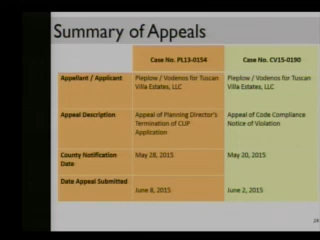 Summary of Appeals
Case No. PL13-0154 Case No. CV15-0190
Appellant / Applicant Pieplow / Vodenos for Tuscan Pieplow / Vodenos for Tuscan
Villa Estates, LLC Villa Estates, LLC
Appeal Description Appeal of Planning Director's Appeal of Code Compliance
Termination of CUP Notice of Violation
Application
County Notification May 28, 2015 May 20, 2015
Date
Date Appeal Submitted
June 8, 2015 June 2, 2015